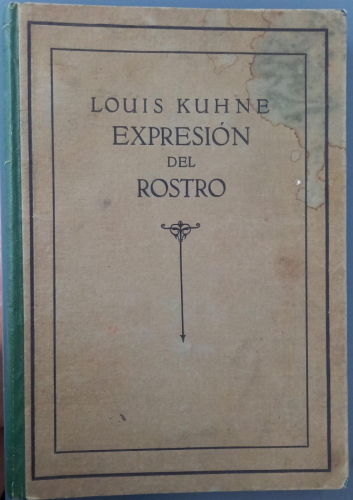 LOUIS KUHNE
EXPRESIÓN
DEL
ROSTRO